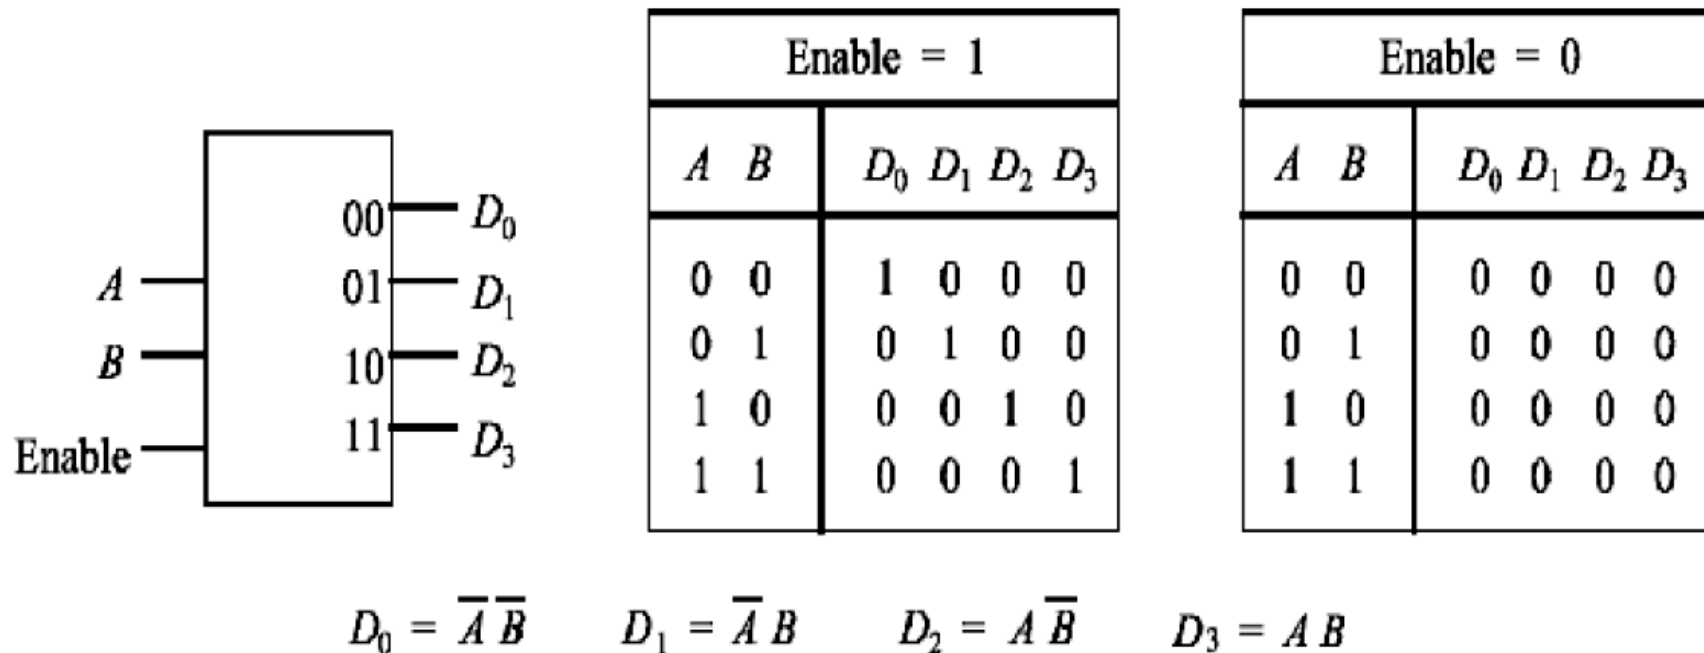 00 D₀
A 01 D₁
B 10 D₂
Enable 11 D₃
Enable = 1
A B D₀ D₁ D₂ D₃
0 0 1 0 0 0
0 1 0 1 0 0
1 0 0 0 1 0
1 1 0 0 0 1
Enable = 0
A B D₀ D₁ D₂ D₃
0 0 0 0 0 0
0 1 0 0 0 0
1 0 0 0 0 0
1 1 0 0 0 0
D₀ = A̅ B̅ D₁ = A̅ B D₂ = A B̅ D₃ = A B